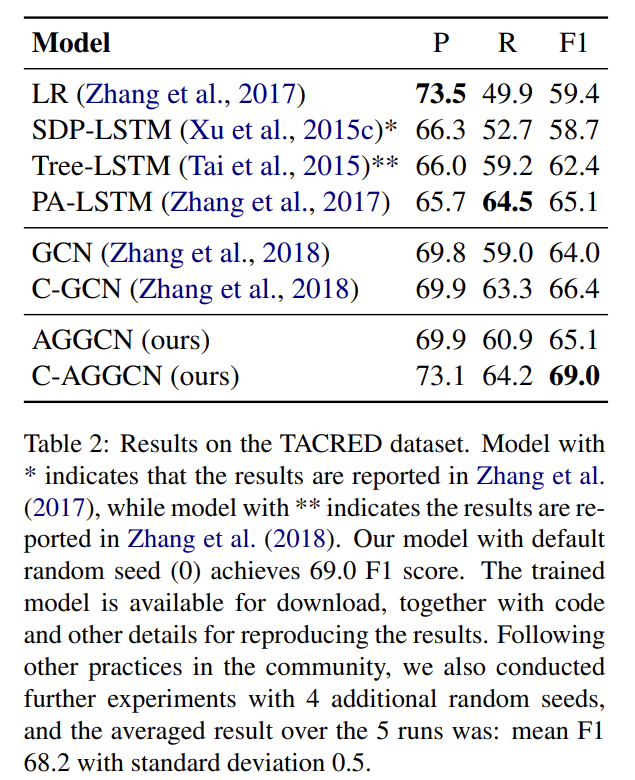 Model P R F1
LR (Zhang et al., 2017) 73.5 49.9 59.4
SDP-LSTM (Xu et al., 2015c)* 66.3 52.7 58.7
Tree-LSTM (Tai et al., 2015)** 66.0 59.2 62.4
PA-LSTM (Zhang et al., 2017) 65.7 64.5 65.1
GCN (Zhang et al., 2018) 69.8 59.0 64.0
C-GCN (Zhang et al., 2018) 69.9 63.3 66.4
AGGCN (ours) 69.9 60.9 65.1
C-AGGCN (ours) 73.1 64.2 69.0
Table 2: Results on the TACRED dataset. Model with
* indicates that the results are reported in Zhang et al.
(2017), while model with ** indicates the results are re-
ported in Zhang et al. (2018). Our model with default
random seed (0) achieves 69.0 F1 score. The trained
model is available for download, together with code
and other details for reproducing the results. Following
other practices in the community, we also conducted
further experiments with 4 additional random seeds,
and the averaged result over the 5 runs was: mean F1
68.2 with standard deviation 0.5.